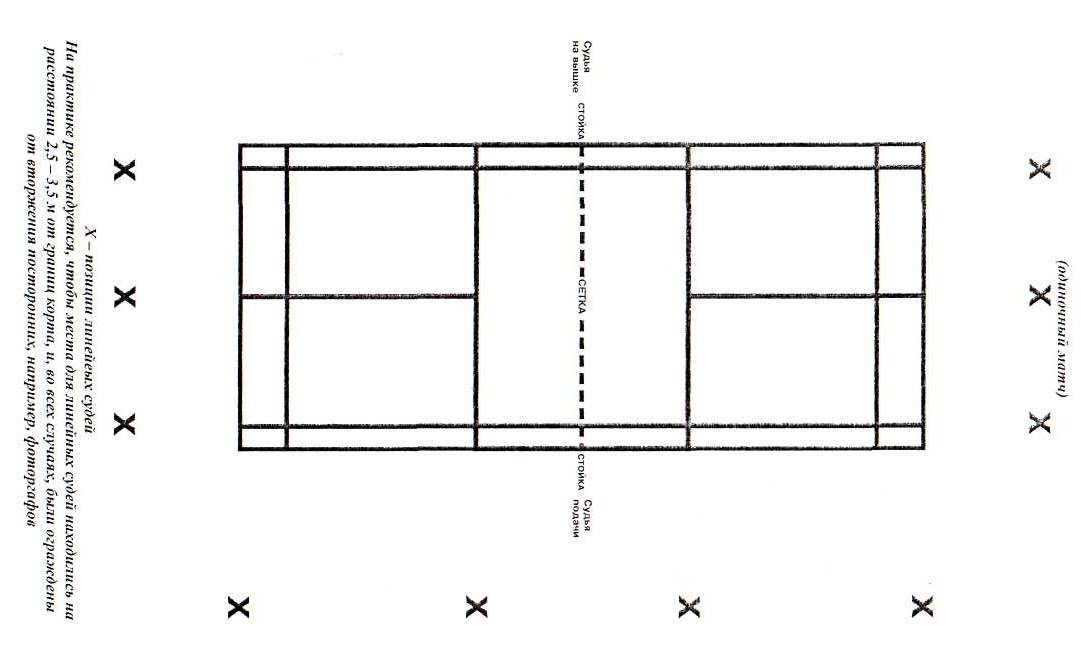 (одиночный матч)
X X X
X
X
Судья
на вышке
стойка
СЕТКА
стойка
Судья
подачи
X
X
X X X
X – позиции линейеых судей
На практике рекомендуется, чтобы места для линейных судей находились на
расстоянии 2,5 – 3,5 м от границ корта, и, во всех случаях, были ограждены
от вторжения посторонних, например, фоторгафов